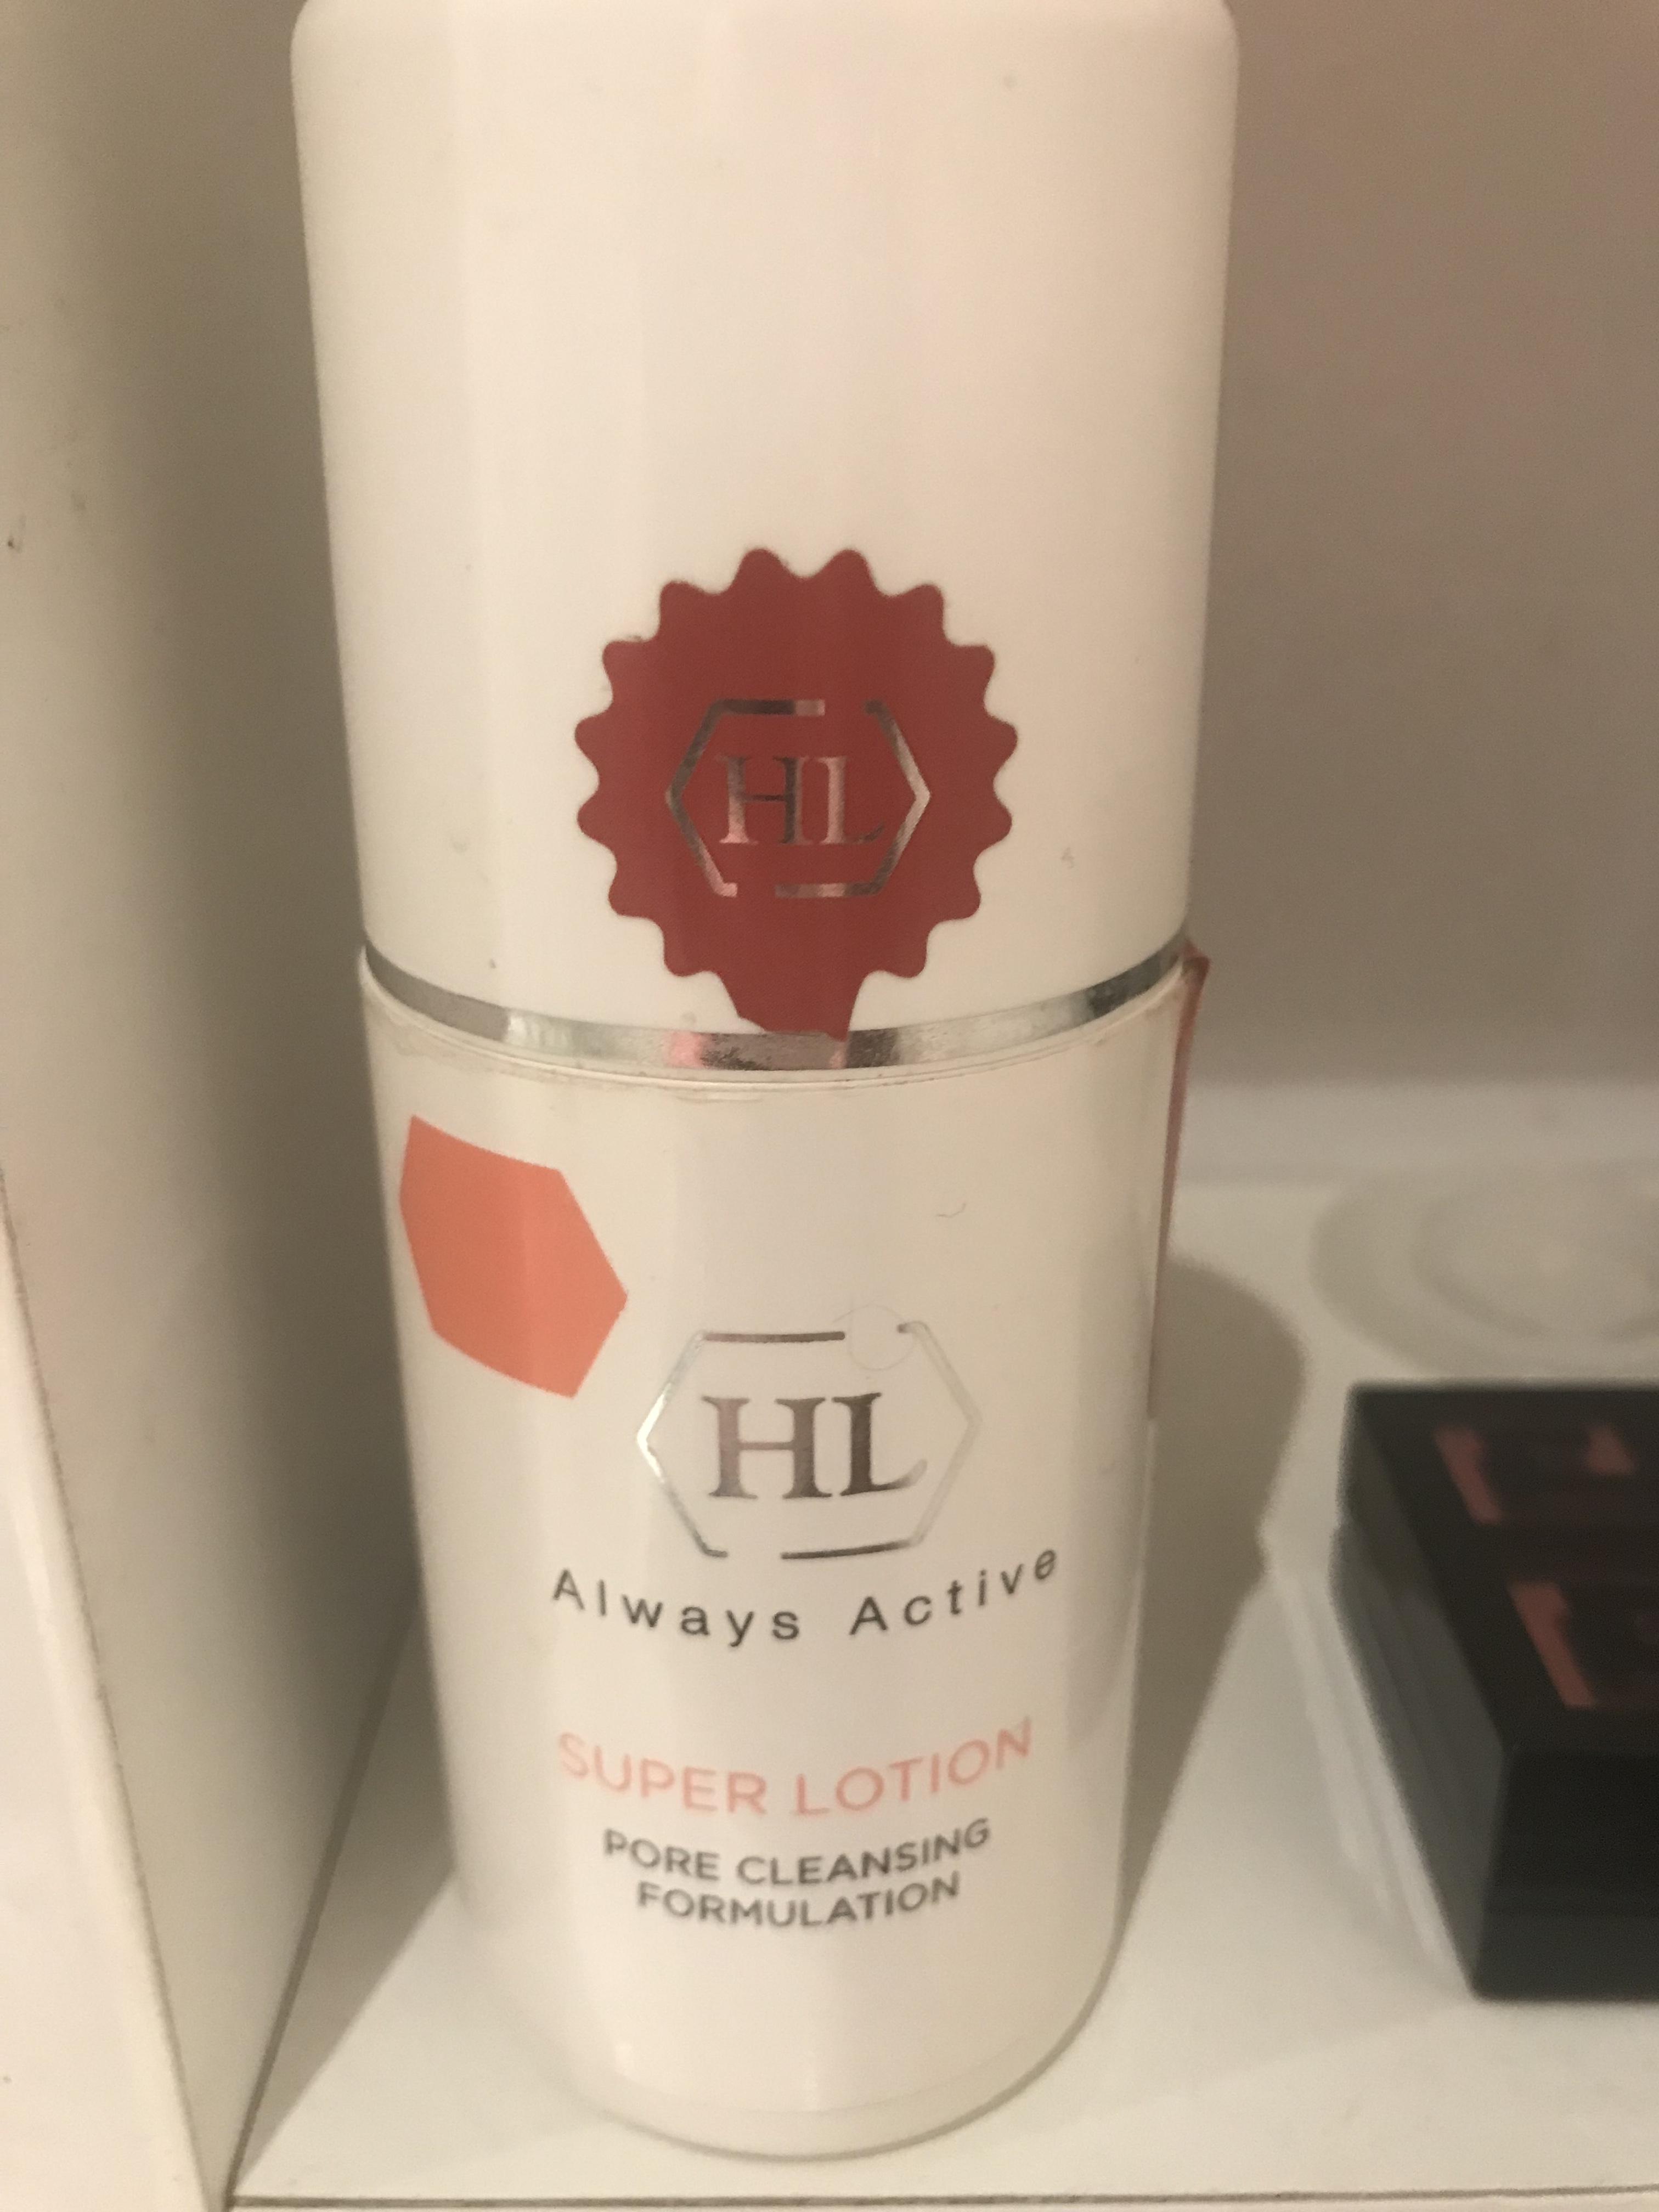 HL
HL
Always Active
SUPER LOTION
PORE CLEANSING
FORMULATION